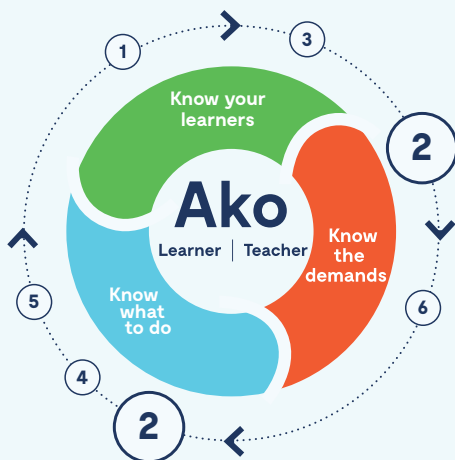 1
3
2
Know your
learners
Ako
Learner | Teacher
Know
the
demands
Know
what
to do
5
6
4
2